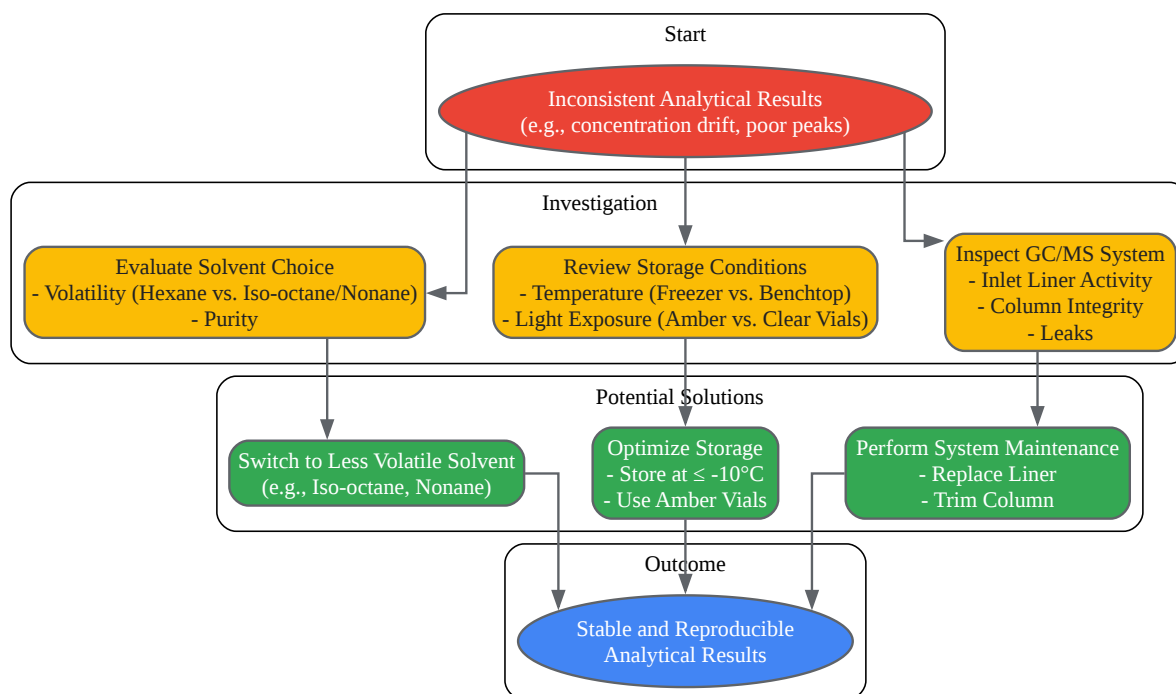 Start
Inconsistent Analytical Results
(e.g., concentration drift, poor peaks)
Investigation
Evaluate Solvent Choice
- Volatility (Hexane vs. Iso-octane/Nonane)
- Purity
Review Storage Conditions
- Temperature (Freezer vs. Benchtop)
- Light Exposure (Amber vs. Clear Vials)
Inspect GC/MS System
- Inlet Liner Activity
- Column Integrity
- Leaks
Potential Solutions
Switch to Less Volatile Solvent
(e.g., Iso-octane, Nonane)
Optimize Storage
- Store at ≤ -10°C
- Use Amber Vials
Perform System Maintenance
- Replace Liner
- Trim Column
Outcome
Stable and Reproducible
Analytical Results